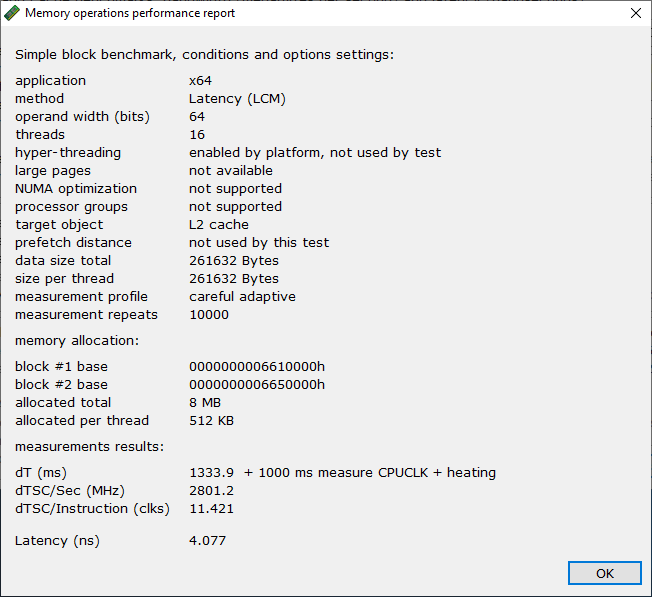 Memory operations performance report
Simple block benchmark, conditions and options settings:
application x64
method Latency (LCM)
operand width (bits) 64
threads 16
hyper-threading enabled by platform, not used by test
large pages not available
NUMA optimization not supported
processor groups not supported
target object L2 cache
prefetch distance not used by this test
data size total 261632 Bytes
size per thread 261632 Bytes
measurement profile careful adaptive
measurement repeats 10000
memory allocation:
block #1 base 0000000006610000h
block #2 base 0000000006650000h
allocated total 8 MB
allocated per thread 512 KB
measurements results:
dT (ms) 1333.9 + 1000 ms measure CPUCLK + heating
dTSC/Sec (MHz) 2801.2
dTSC/Instruction (clks) 11.421
Latency (ns) 4.077
OK